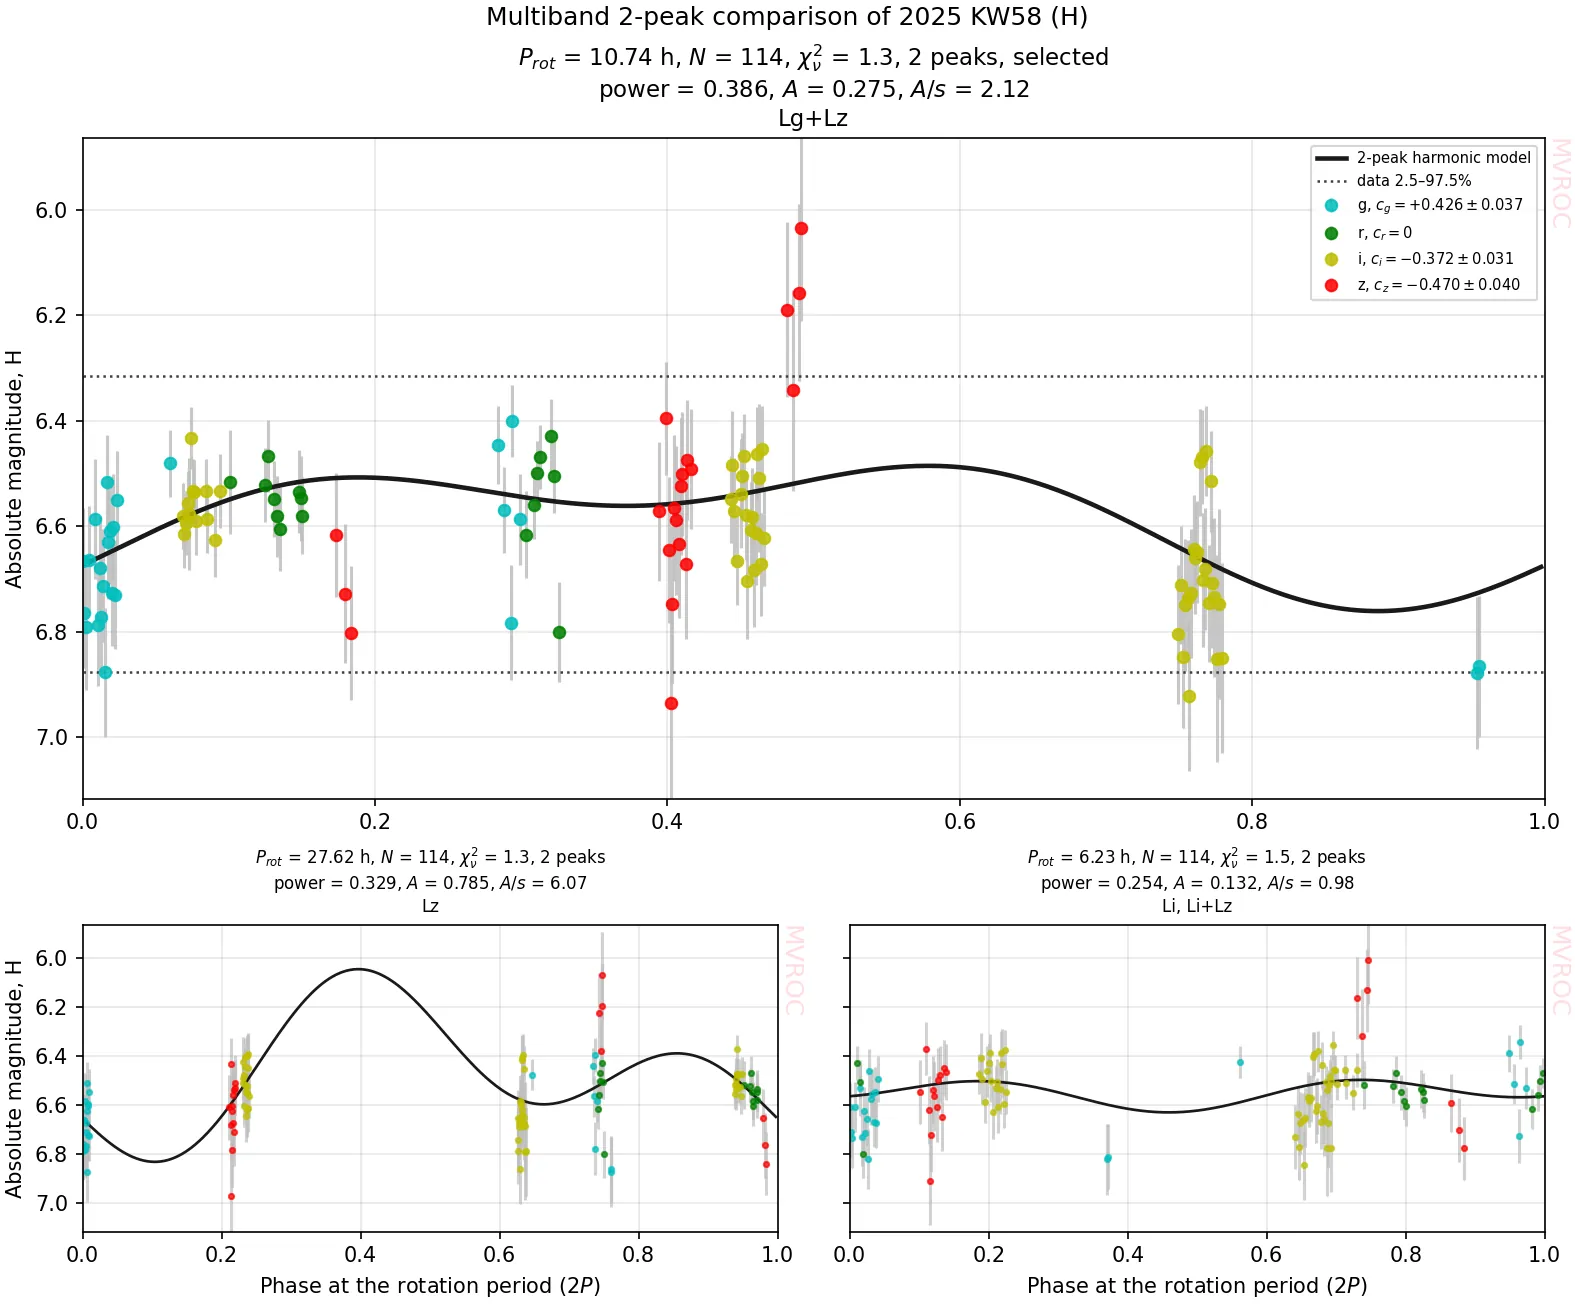 Multiband 2-peak comparison of 2025 KW58 (H)
P_rot = 10.74 h, N = 114, χ²_ν = 1.3, 2 peaks, selected
power = 0.386, A = 0.275, A/s = 2.12
Lg+Lz
MVROC
2-peak harmonic model
data 2.5–97.5%
g, c_g = +0.426 ± 0.037
r, c_r = 0
i, c_i = −0.372 ± 0.031
z, c_z = −0.470 ± 0.040
Absolute magnitude, H
6.0
6.2
6.4
6.6
6.8
7.0
0.0 0.2 0.4 0.6 0.8 1.0
P_rot = 27.62 h, N = 114, χ²_ν = 1.3, 2 peaks
power = 0.329, A = 0.785, A/s = 6.07
Lz
MVROC
Absolute magnitude, H
6.0
6.2
6.4
6.6
6.8
7.0
0.0 0.2 0.4 0.6 0.8 1.0
Phase at the rotation period (2P)
P_rot = 6.23 h, N = 114, χ²_ν = 1.5, 2 peaks
power = 0.254, A = 0.132, A/s = 0.98
Li, Li+Lz
MVROC
0.0 0.2 0.4 0.6 0.8 1.0
Phase at the rotation period (2P)